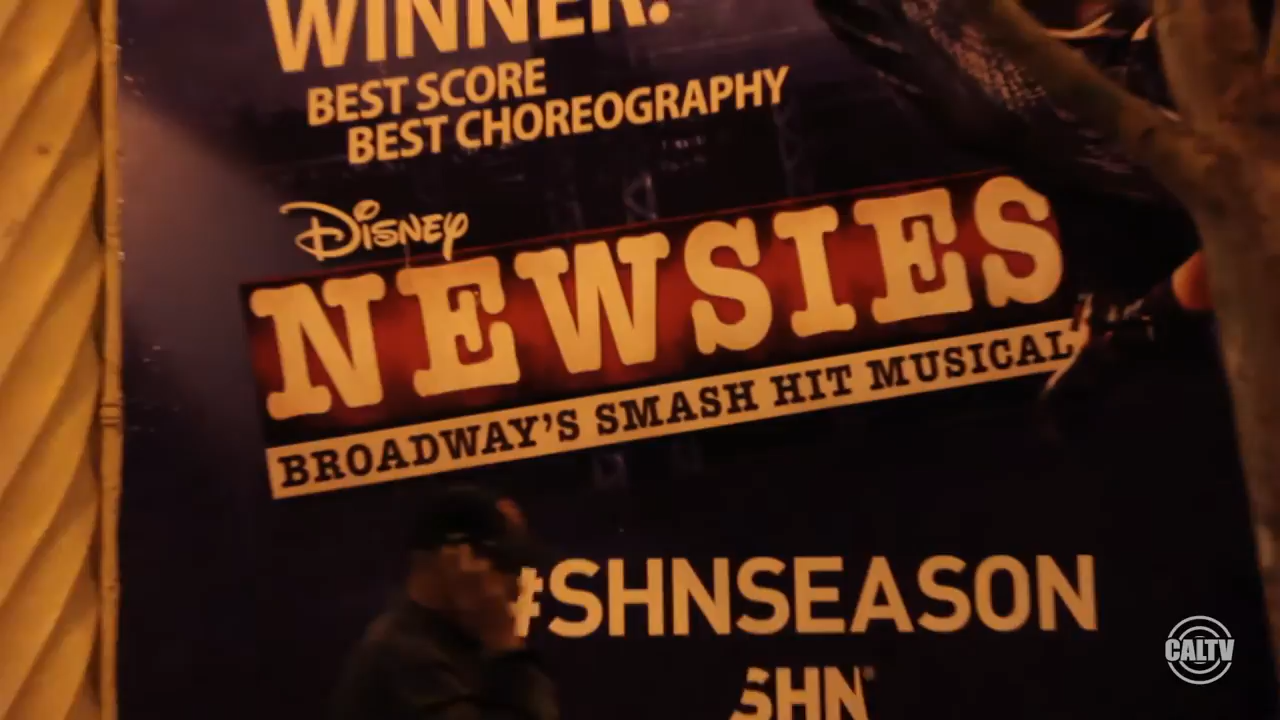 WINNER!
BEST SCORE
BEST CHOREOGRAPHY
DISNEY
NEWSIES
BROADWAY'S SMASH HIT MUSICAL
#SHNSEASON
SHN®
CALTV